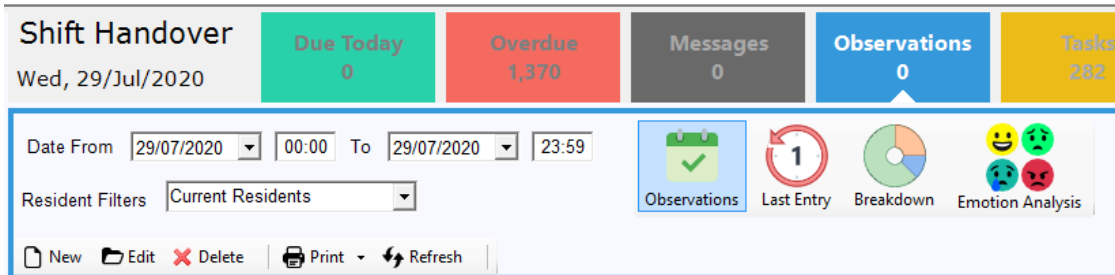 Shift Handover
Wed, 29/Jul/2020
Due Today
0
Overdue
1,370
Messages
0
Observations
0
Tasks
282
Date From 29/07/2020 00:00 To 29/07/2020 23:59
Resident Filters Current Residents
Observations
1
Last Entry
Breakdown
Emotion Analysis
New Edit Delete Print Refresh